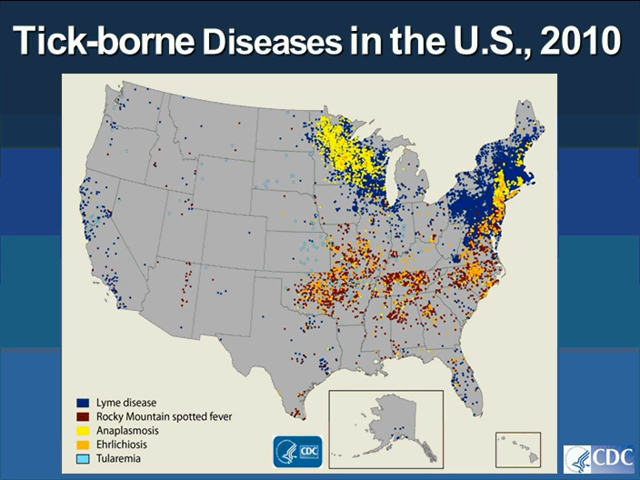 Tick-borne Diseases in the U.S., 2010
Lyme disease
Rocky Mountain spotted fever
Anaplasmosis
Ehrlichiosis
Tularemia
CDC
CDC